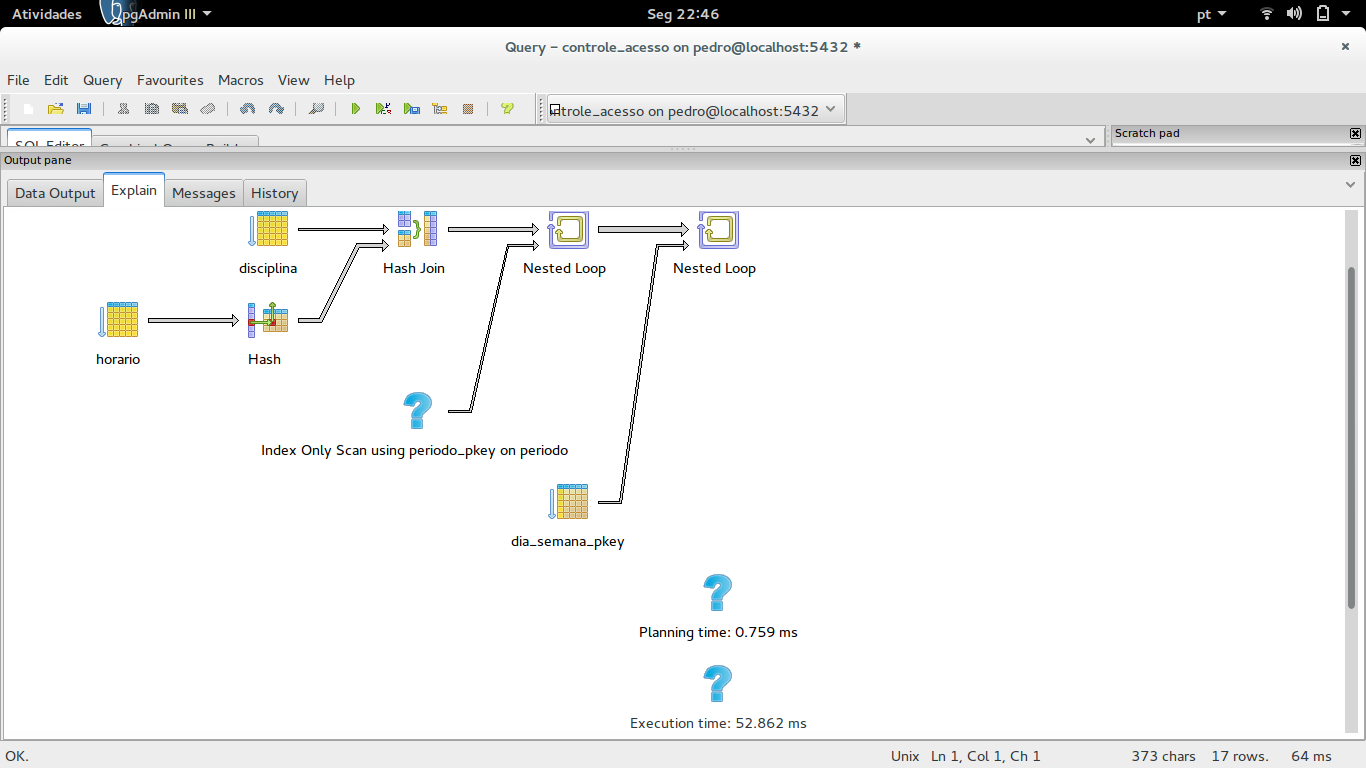 Atividades pgAdmin III Seg 22:46 pt
Query - controle_acesso on pedro@localhost:5432 *
File Edit Query Favourites Macros View Help
ntrole_acesso on pedro@localhost:5432
SQL Editor Scratch pad
Output pane
Data Output Explain Messages History
disciplina Hash Join Nested Loop Nested Loop
horario Hash
Index Only Scan using periodo_pkey on periodo
dia_semana_pkey
Planning time: 0.759 ms
Execution time: 52.862 ms
OK. Unix Ln 1, Col 1, Ch 1 373 chars 17 rows. 64 ms